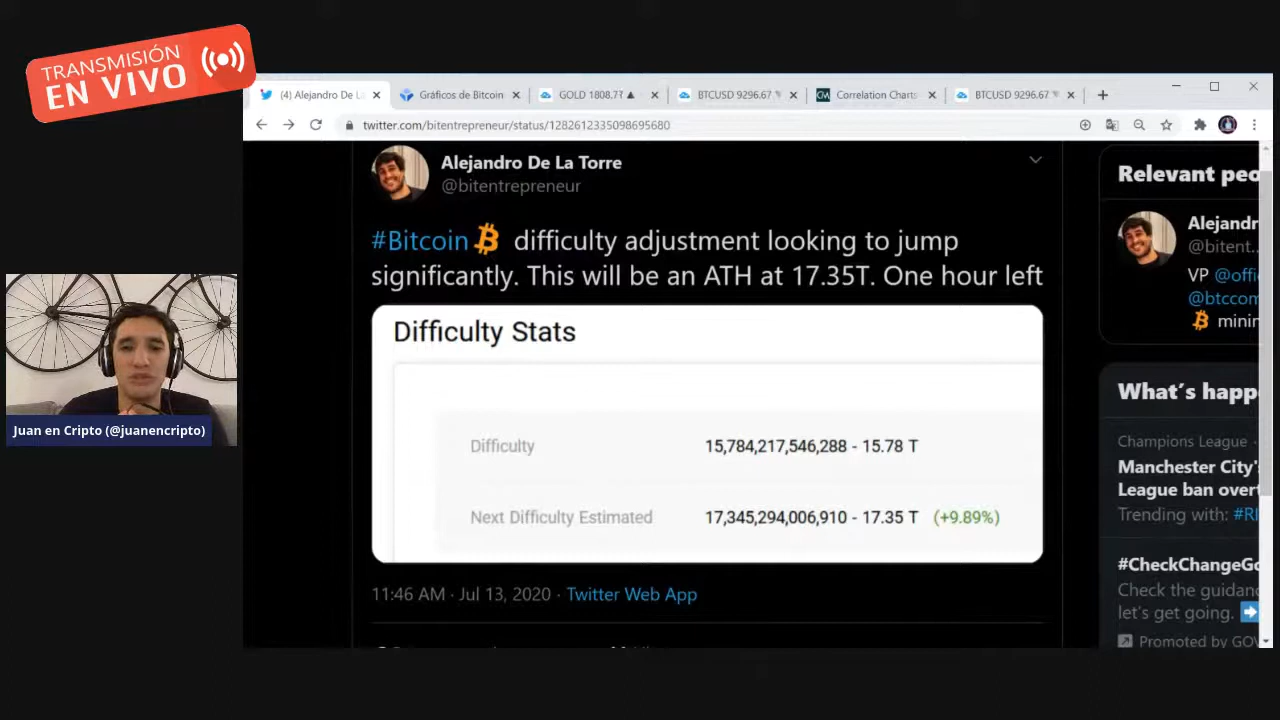 TRANSMISIÓN
EN VIVO
(4) Alejandro De L
Gráficos de Bitcoin
GOLD 1808.77 ▲
BTCUSD 9296.67
Correlation Charts
BTCUSD 9296.67
twitter.com/bitentrepreneur/status/1282612335098695680
Alejandro De La Torre
@bitentrepreneur
#Bitcoin difficulty adjustment looking to jump
significantly. This will be an ATH at 17.35T. One hour left
Difficulty Stats
Difficulty 15,784,217,546,288 - 15.78 T
Next Difficulty Estimated 17,345,294,006,910 - 17.35 T (+9.89%)
11:46 AM · Jul 13, 2020 · Twitter Web App
Relevant peo
Alejandr
@bitent...
VP @offi
@btccom
minin
What's happ
Champions League ·
Manchester City's
League ban overt
Trending with: #RI
#CheckChangeGo
Check the guidanc
let's get going.
Promoted by GOV
Juan en Cripto (@juanencripto)